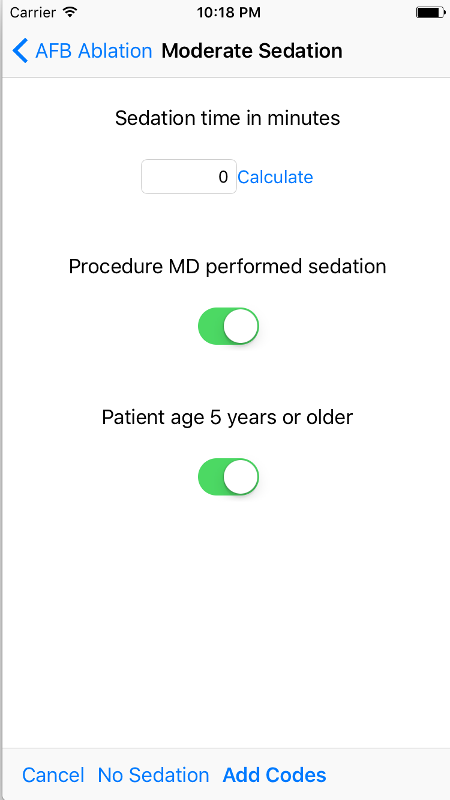 Carrier 10:18 PM
AFB Ablation Moderate Sedation
Sedation time in minutes
0 Calculate
Procedure MD performed sedation
Patient age 5 years or older
Cancel No Sedation Add Codes